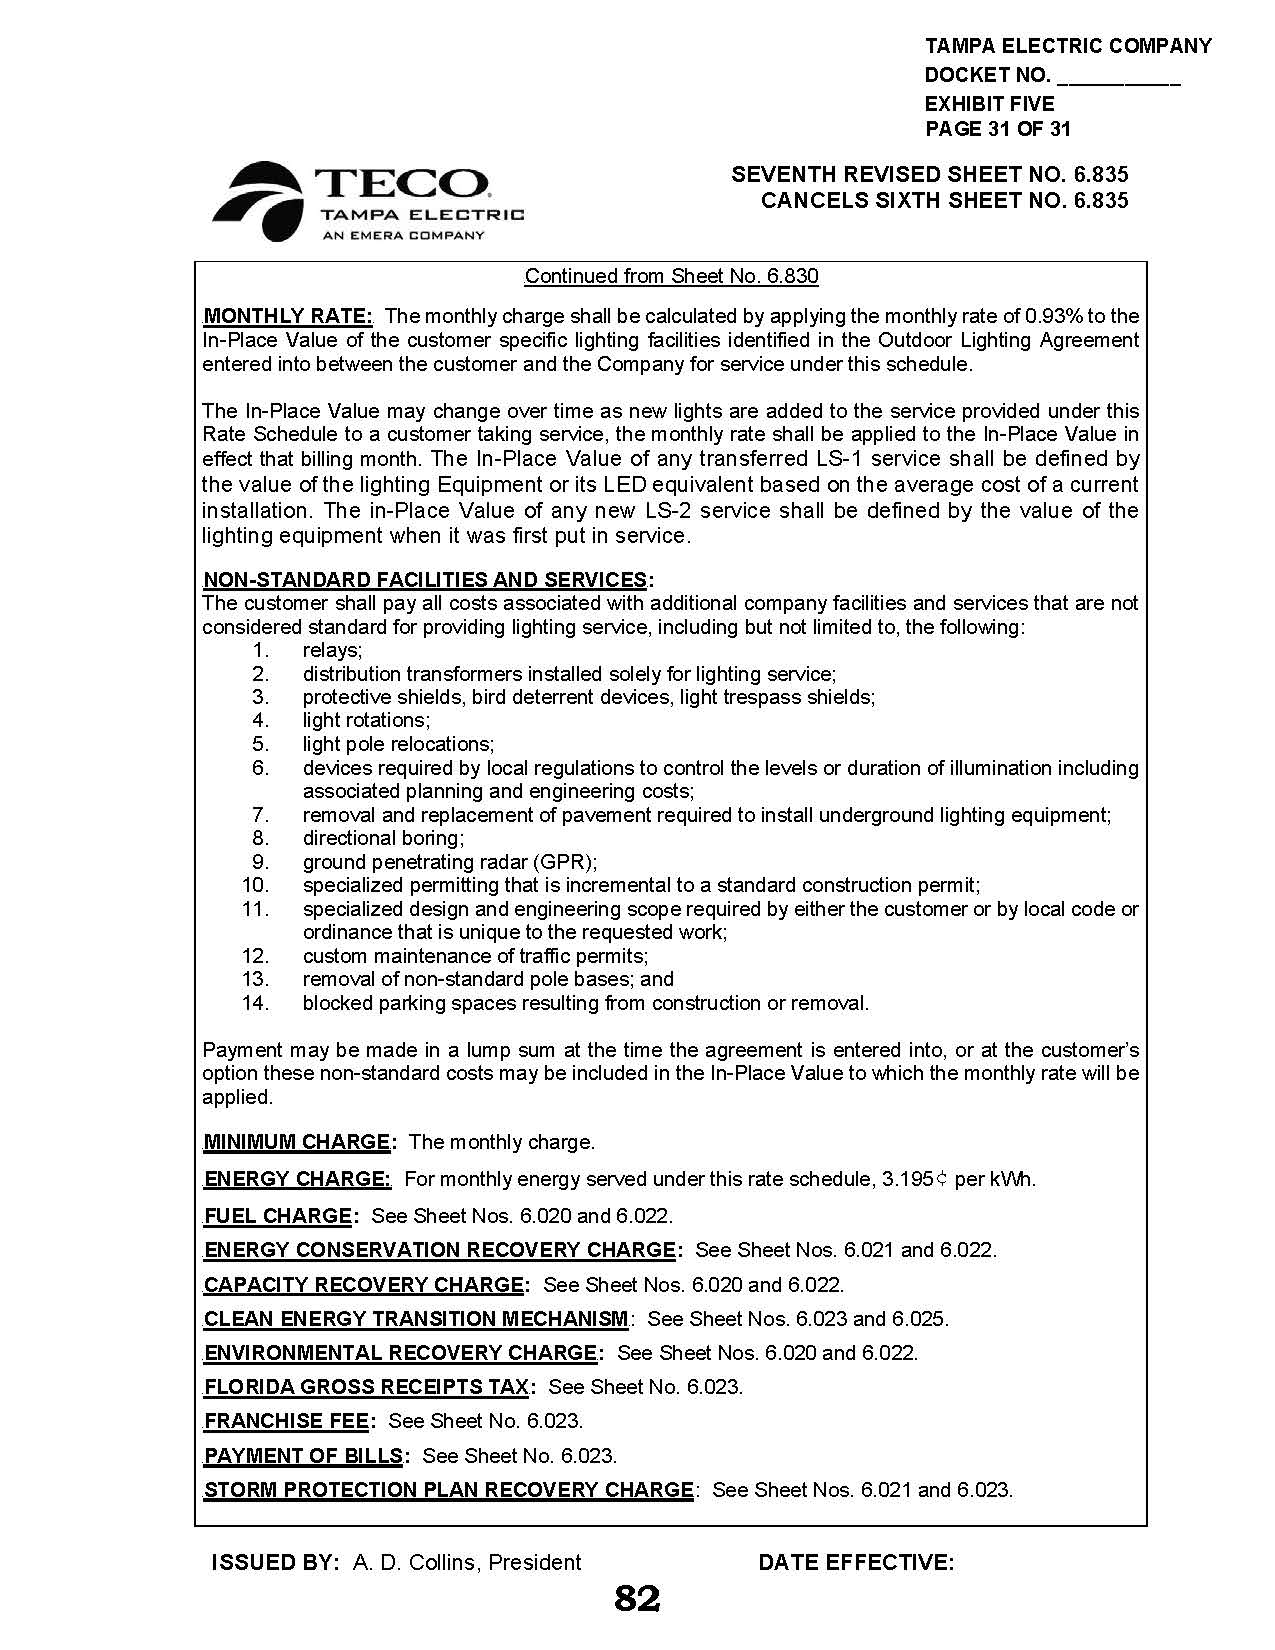 TAMPA ELECTRIC COMPANY
DOCKET NO. ___________
EXHIBIT FIVE
PAGE 31 OF 31
SEVENTH REVISED SHEET NO. 6.835
CANCELS SIXTH SHEET NO. 6.835
TECO.
TAMPA ELECTRIC
AN EMERA COMPANY
Continued from Sheet No. 6.830
MONTHLY RATE: The monthly charge shall be calculated by applying the monthly rate of 0.93% to the
In-Place Value of the customer specific lighting facilities identified in the Outdoor Lighting Agreement
entered into between the customer and the Company for service under this schedule.
The In-Place Value may change over time as new lights are added to the service provided under this
Rate Schedule to a customer taking service, the monthly rate shall be applied to the In-Place Value in
effect that billing month. The In-Place Value of any transferred LS-1 service shall be defined by
the value of the lighting Equipment or its LED equivalent based on the average cost of a current
installation. The in-Place Value of any new LS-2 service shall be defined by the value of the
lighting equipment when it was first put in service.
NON-STANDARD FACILITIES AND SERVICES:
The customer shall pay all costs associated with additional company facilities and services that are not
considered standard for providing lighting service, including but not limited to, the following:
1. relays;
2. distribution transformers installed solely for lighting service;
3. protective shields, bird deterrent devices, light trespass shields;
4. light rotations;
5. light pole relocations;
6. devices required by local regulations to control the levels or duration of illumination including
associated planning and engineering costs;
7. removal and replacement of pavement required to install underground lighting equipment;
8. directional boring;
9. ground penetrating radar (GPR);
10. specialized permitting that is incremental to a standard construction permit;
11. specialized design and engineering scope required by either the customer or by local code or
ordinance that is unique to the requested work;
12. custom maintenance of traffic permits;
13. removal of non-standard pole bases; and
14. blocked parking spaces resulting from construction or removal.
Payment may be made in a lump sum at the time the agreement is entered into, or at the customer’s
option these non-standard costs may be included in the In-Place Value to which the monthly rate will be
applied.
MINIMUM CHARGE: The monthly charge.
ENERGY CHARGE: For monthly energy served under this rate schedule, 3.195¢ per kWh.
FUEL CHARGE: See Sheet Nos. 6.020 and 6.022.
ENERGY CONSERVATION RECOVERY CHARGE: See Sheet Nos. 6.021 and 6.022.
CAPACITY RECOVERY CHARGE: See Sheet Nos. 6.020 and 6.022.
CLEAN ENERGY TRANSITION MECHANISM: See Sheet Nos. 6.023 and 6.025.
ENVIRONMENTAL RECOVERY CHARGE: See Sheet Nos. 6.020 and 6.022.
FLORIDA GROSS RECEIPTS TAX: See Sheet No. 6.023.
FRANCHISE FEE: See Sheet No. 6.023.
PAYMENT OF BILLS: See Sheet No. 6.023.
STORM PROTECTION PLAN RECOVERY CHARGE: See Sheet Nos. 6.021 and 6.023.
ISSUED BY: A. D. Collins, President DATE EFFECTIVE:
82